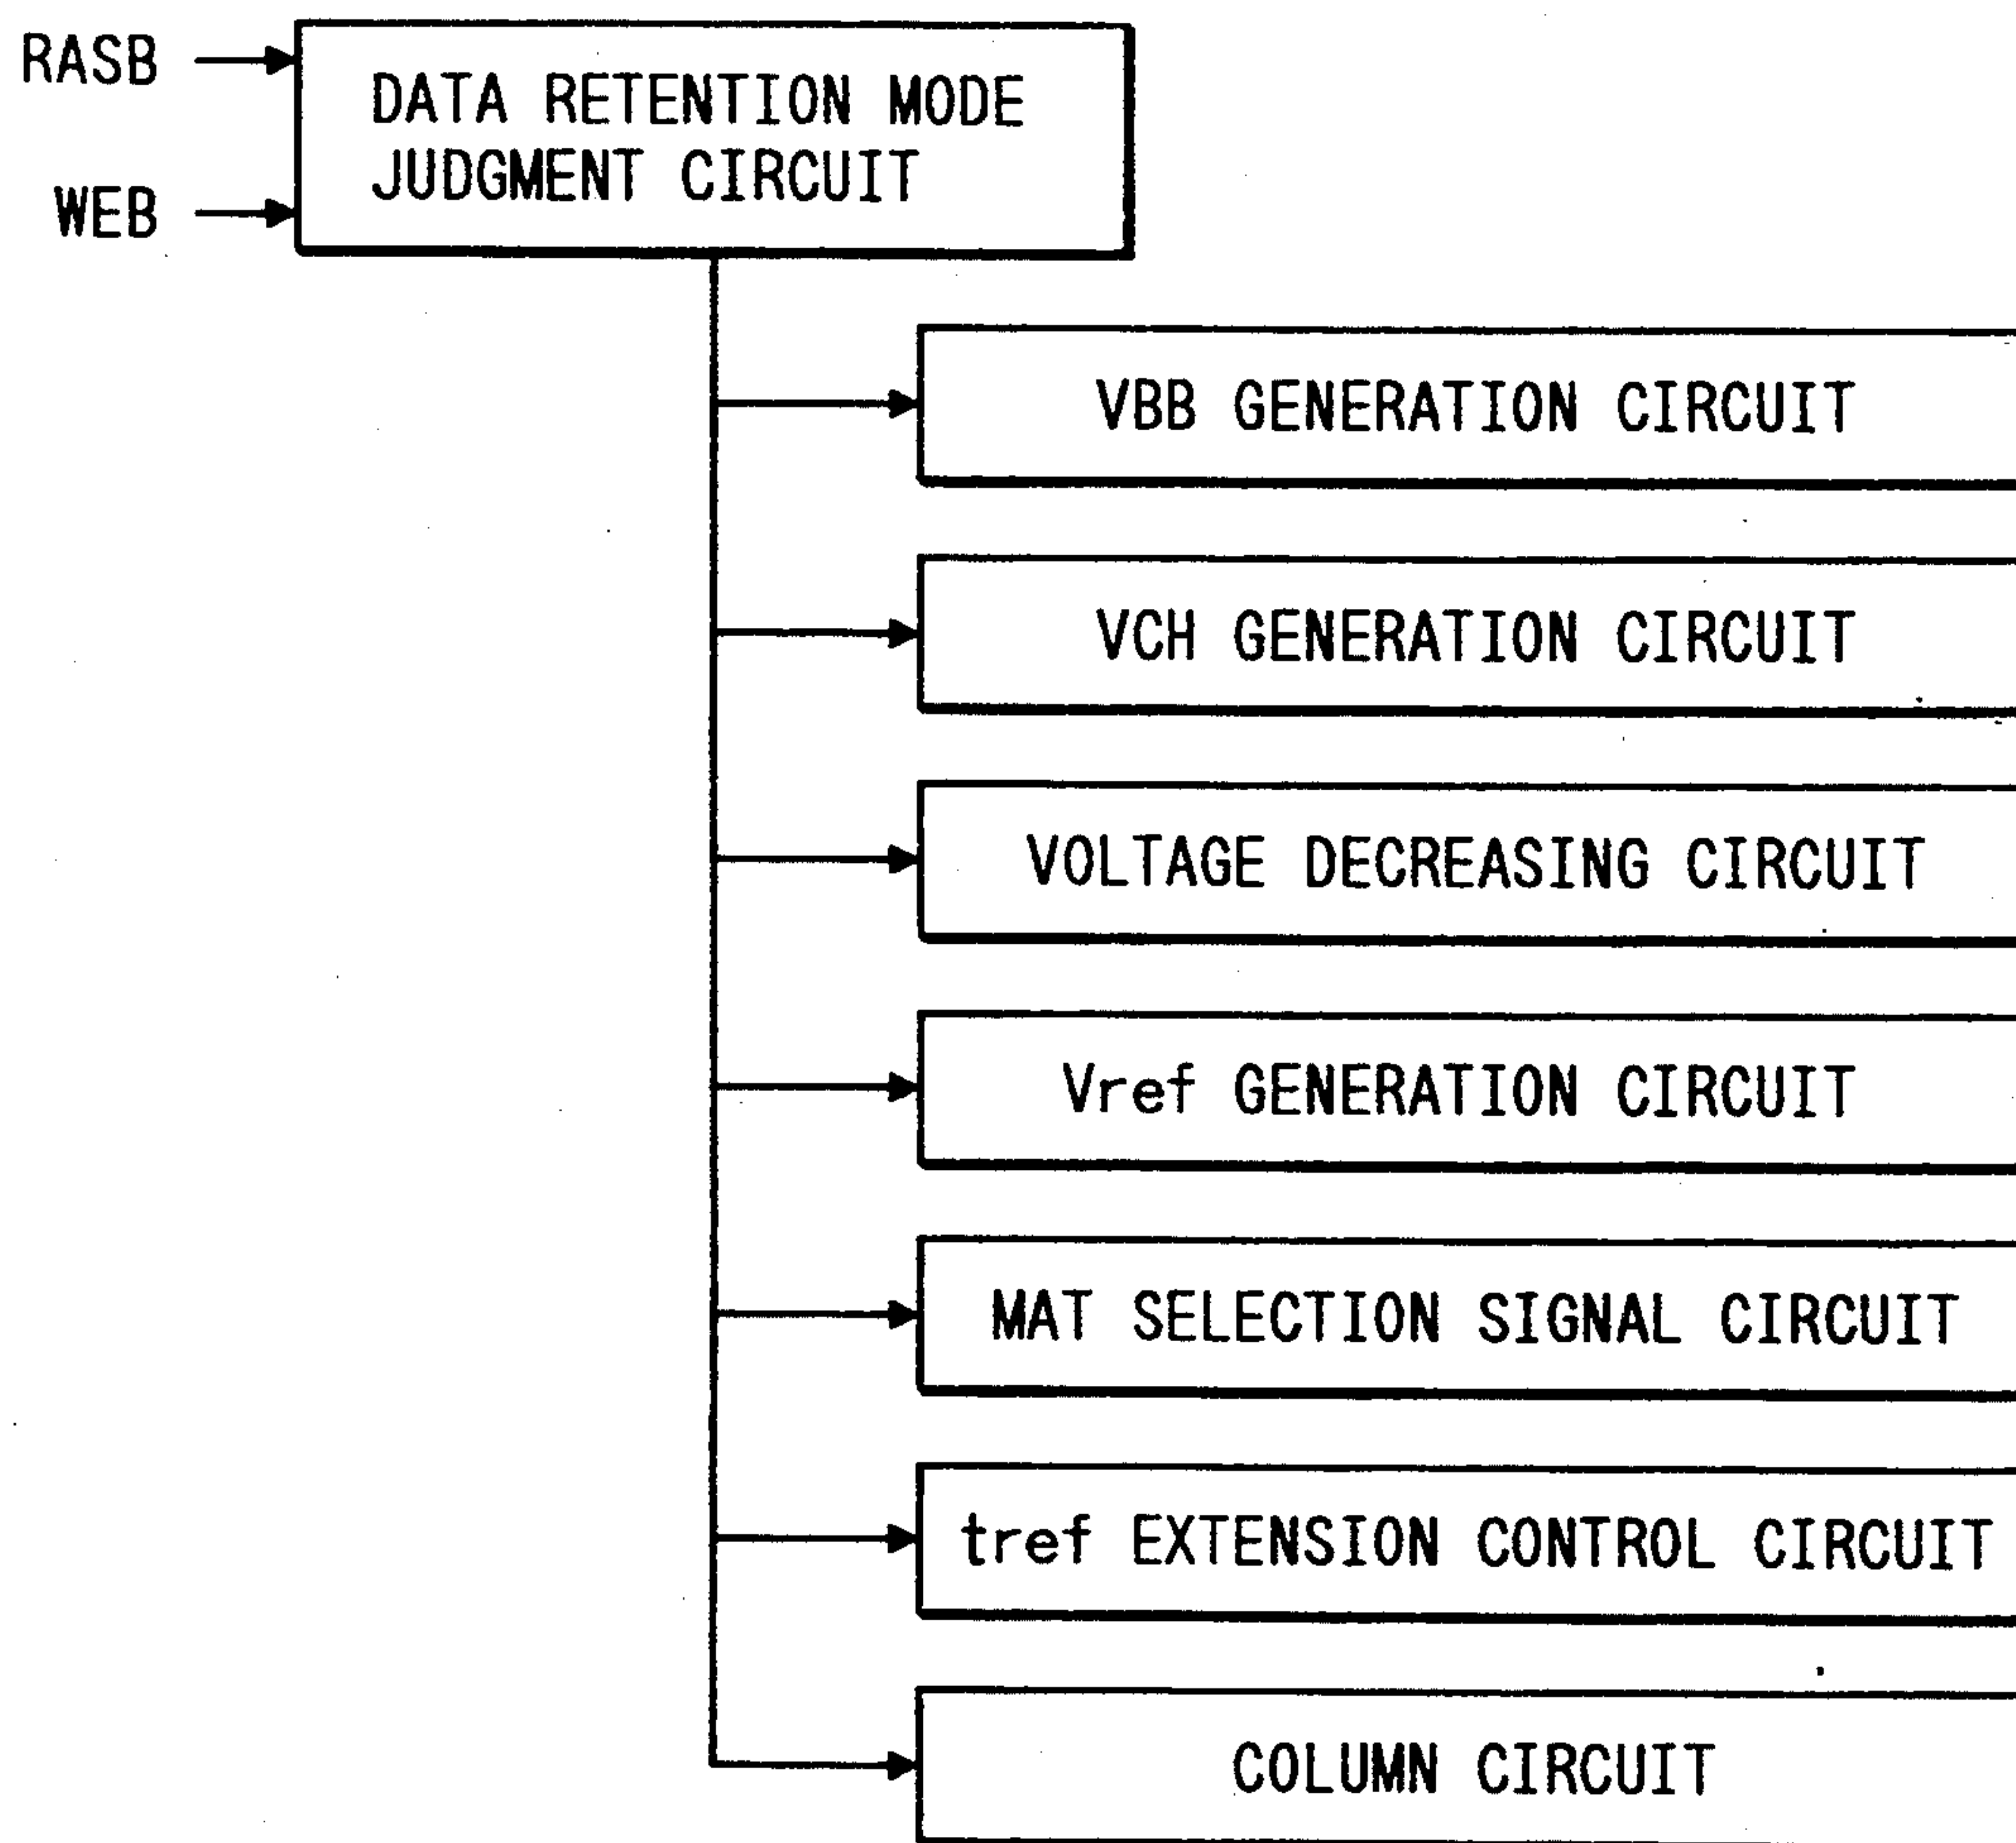 RASB
DATA RETENTION MODE
JUDGMENT CIRCUIT
WEB
VBB GENERATION CIRCUIT
VCH GENERATION CIRCUIT
VOLTAGE DECREASING CIRCUIT
Vref GENERATION CIRCUIT
MAT SELECTION SIGNAL CIRCUIT
tref EXTENSION CONTROL CIRCUIT
COLUMN CIRCUIT